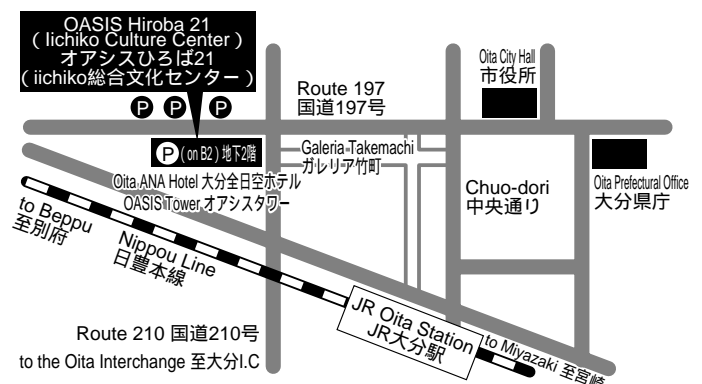 OASIS Hiroba 21
( Iichiko Culture Center )
オアシスひろば21
(iichiko総合文化センター)
P P P
Route 197
国道197号
Oita City Hall
市役所
P (on B2) 地下2階
Galeria Takemachi
ガレリア竹町
Oita ANA Hotel 大分全日空ホテル
OASIS Tower オアシスタワー
Chuo-dori
中央通り
Oita Prefectural Office
大分県庁
to Beppu
至別府
Nippou Line
日豊本線
JR Oita Station
JR大分駅
to Miyazaki 至宮崎
Route 210 国道210号
to the Oita Interchange 至大分I.C